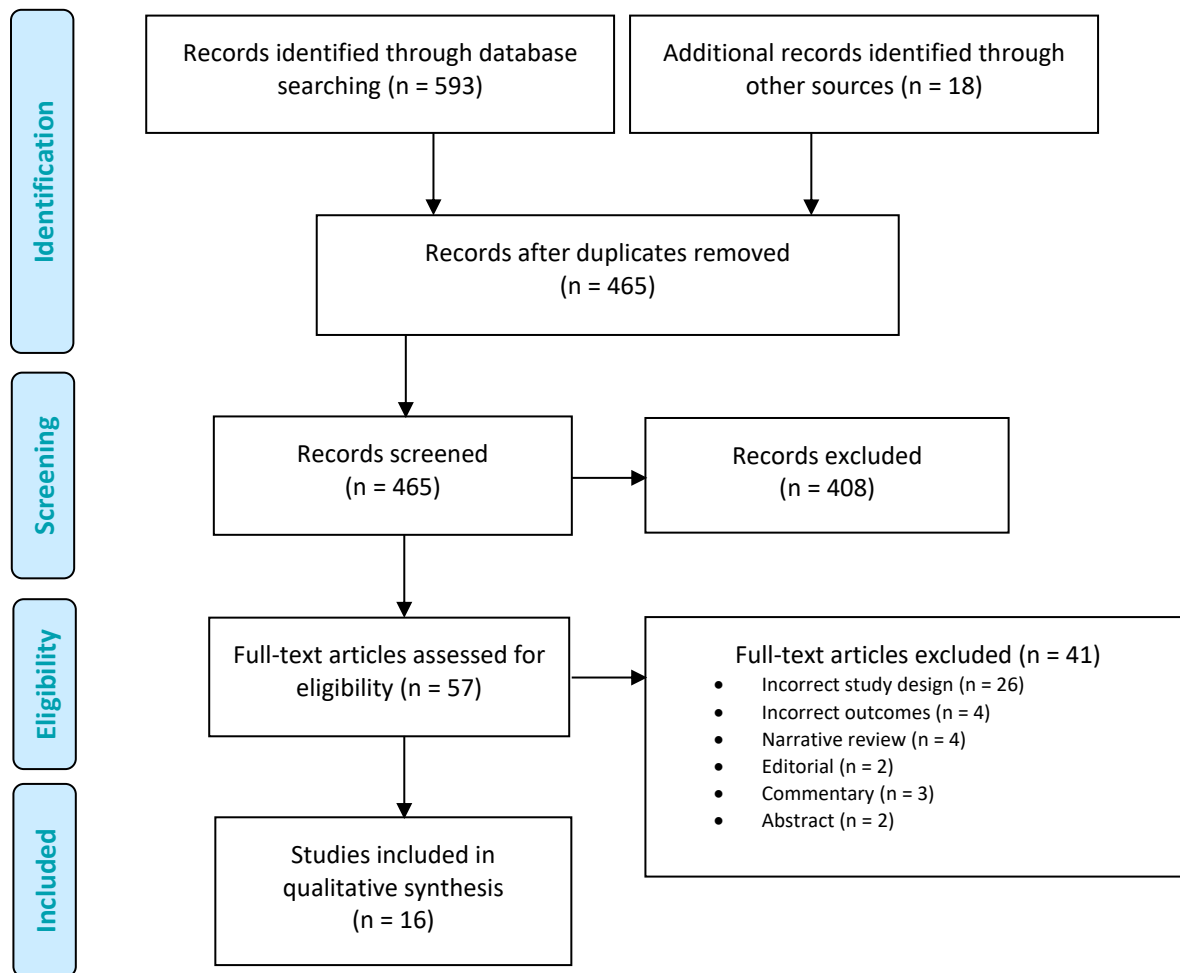 Identification
Records identified through database
searching (n = 593)
Additional records identified through
other sources (n = 18)
Records after duplicates removed
(n = 465)
Screening
Records screened
(n = 465)
Records excluded
(n = 408)
Eligibility
Full-text articles assessed for
eligibility (n = 57)
Full-text articles excluded (n = 41)
• Incorrect study design (n = 26)
• Incorrect outcomes (n = 4)
• Narrative review (n = 4)
• Editorial (n = 2)
• Commentary (n = 3)
• Abstract (n = 2)
Included
Studies included in
qualitative synthesis
(n = 16)